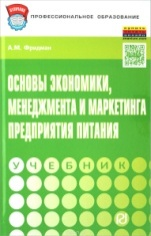 ПРОФЕССИОНАЛЬНОЕ ОБРАЗОВАНИЕ
А.М. Фридман
ОСНОВЫ ЭКОНОМИКИ,
МЕНЕДЖМЕНТА И МАРКЕТИНГА
ПРЕДПРИЯТИЯ ПИТАНИЯ
УЧЕБНИК